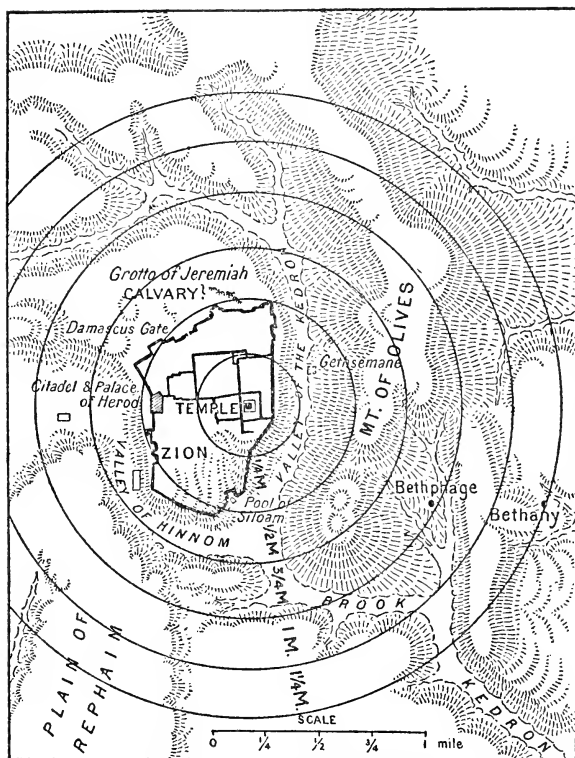 Grotto of Jeremiah
CALVARY?
Damascus Gate
Citadel & Palace
of Herod
TEMPLE
ZION
VALLEY OF HINNOM
VALLEY OF THE KEDRON
Gethsemane
MT. OF OLIVES
Pool of
Siloam
Bethphage
Bethany
1/4 M
1/2 M
3/4 M
1 M.
1 1/4 M.
BROOK
KEDRON
PLAIN OF
REPHAIM
SCALE
0 1/4 1/2 3/4 1 mile